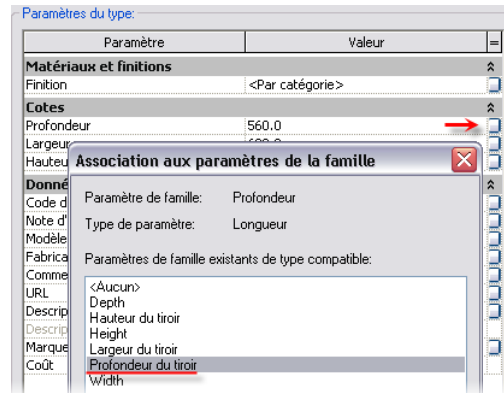 Paramètres du type:
Paramètre Valeur =
Matériaux et finitions
Finition <Par catégorie>
Cotes
Profondeur 560.0
Largeur
Hauteu
Association aux paramètres de la famille
Donné
Code d
Note d'
Modèle
Fabrica
Comme
URL
Descrip
Descrip
Marque
Coût
Paramètre de famille: Profondeur
Type de paramètre: Longueur
Paramètres de famille existants de type compatible:
<Aucun>
Depth
Hauteur du tiroir
Height
Largeur du tiroir
Profondeur du tiroir
Width